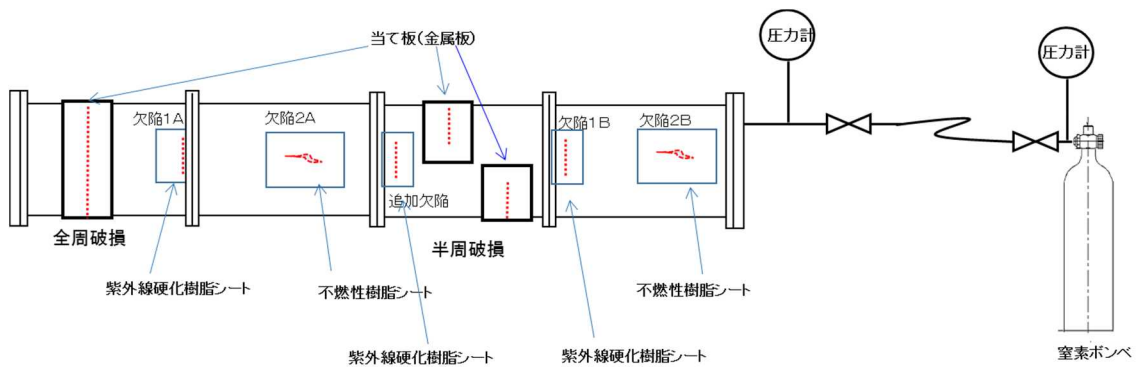 当て板(金属板)
圧力計
圧力計
欠陥1A
欠陥2A
欠陥1B
欠陥2B
追加欠陥
全周破損
半周破損
紫外線硬化樹脂シート
不燃性樹脂シート
不燃性樹脂シート
紫外線硬化樹脂シート
紫外線硬化樹脂シート
窒素ボンベ